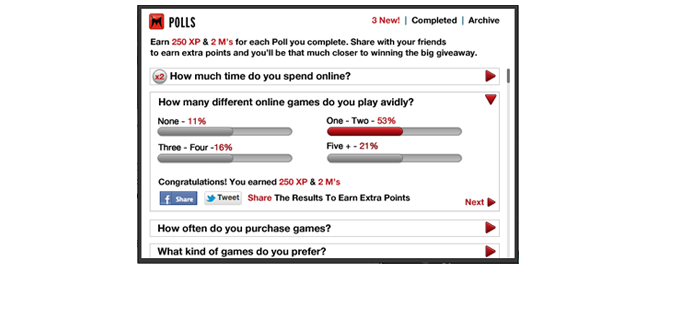 POLLS
3 New! | Completed | Archive
Earn 250 XP & 2 M's for each Poll you complete. Share with your friends
to earn extra points and you'll be that much closer to winning the big giveaway.
x2 How much time do you spend online?
How many different online games do you play avidly?
None - 11%
One - Two - 53%
Three - Four -16%
Five + - 21%
Congratulations! You earned 250 XP & 2 M's
f Share Tweet Share The Results To Earn Extra Points
Next
How often do you purchase games?
What kind of games do you prefer?